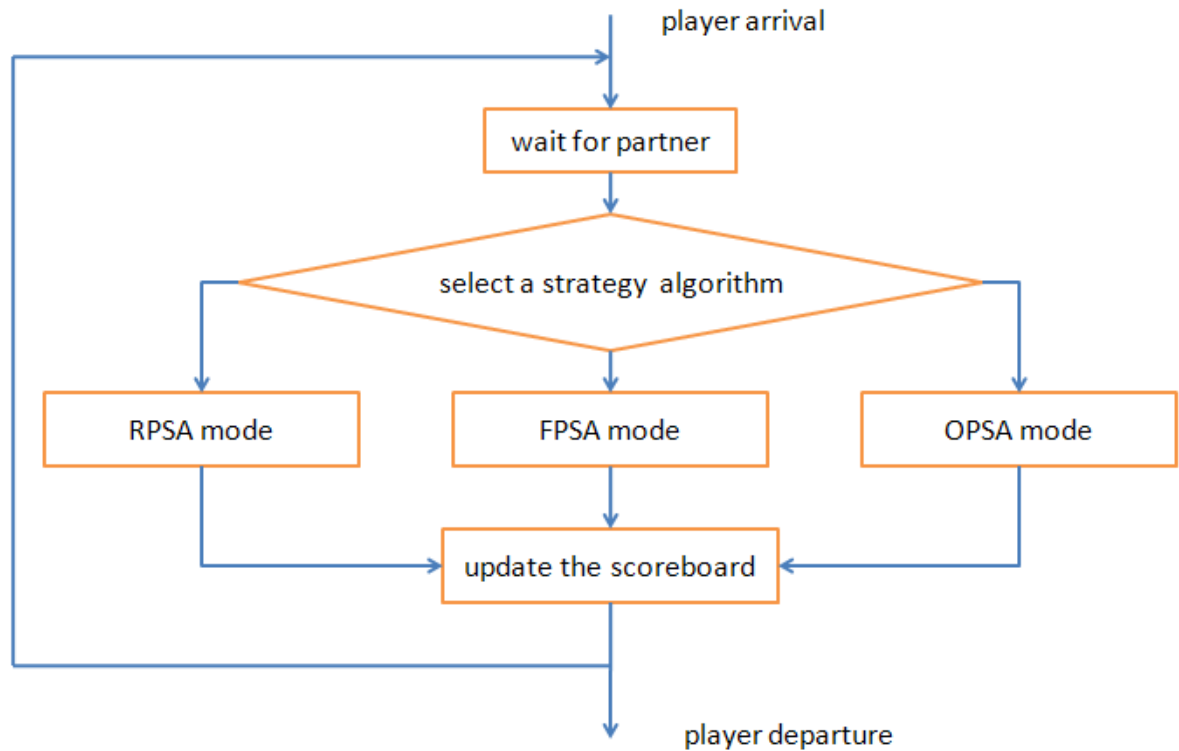 player arrival
wait for partner
select a strategy algorithm
RPSA mode
FPSA mode
OPSA mode
update the scoreboard
player departure